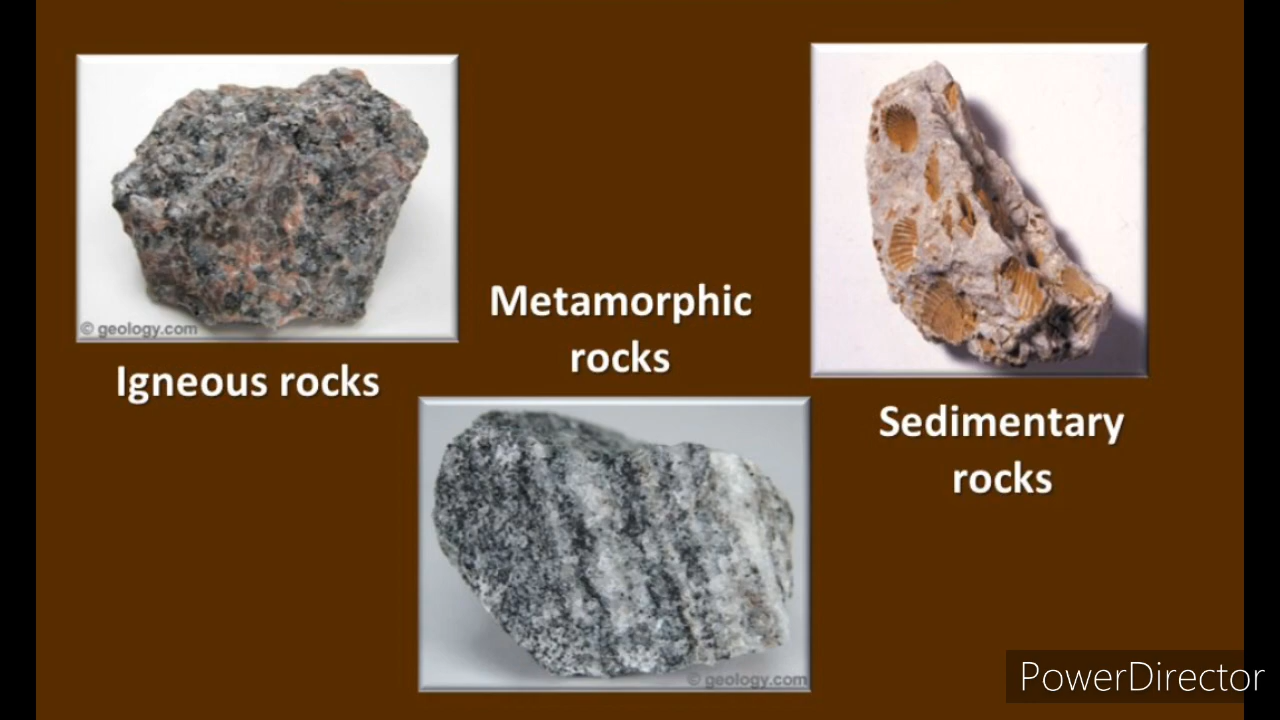 © geology.com
Igneous rocks
Metamorphic
rocks
Sedimentary
rocks
© geology.com
PowerDirector